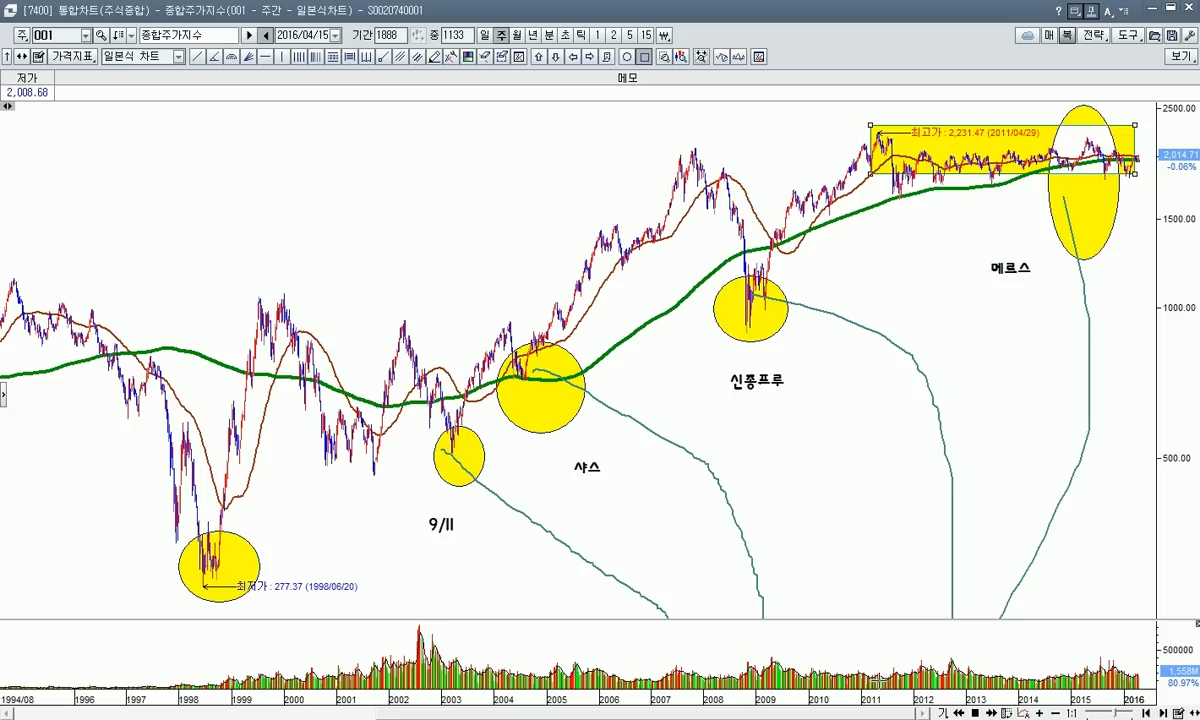 [7400] 통합차트(주식종합) - 종합주가지수(001 - 주간 - 일본식차트) - S0020740001
주 001 종합주가지수 2016/04/15 기간 1888 중 1133 일 주 월 년 분 초 틱 1 2 5 15 매 복 전략 도구
가격지표 일본식 차트 보기
저가 메모
2,008.68
2500.00
최고가 : 2,231.47 (2011/04/29)
2,014.71
-0.06%
1500.00
메르스
1000.00
신종프루
500.00
샤스
9/11
최저가 : 277.37 (1998/06/20)
500000
1,558M
80.97%
1994/08 1996 1997 1998 1999 2000 2001 2002 2003 2004 2005 2006 2007 2008 2009 2010 2011 2012 2013 2014 2015 2016
1:1